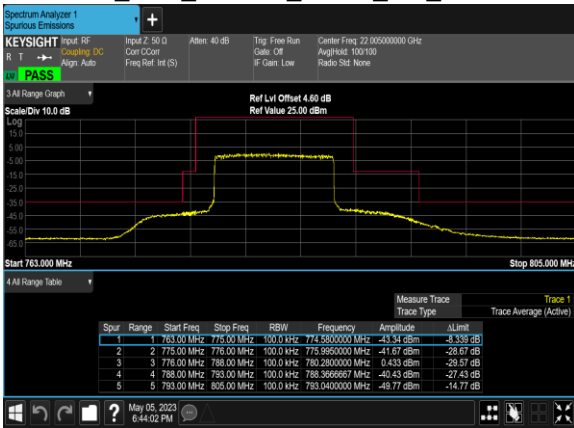 Spectrum Analyzer 1
Spurious Emissions
+
KEYSIGHT Input: RF Input Z: 50 Ω Atten: 40 dB Trig: Free Run Center Freq: 22.005000000 GHz
R T Coupling: DC Corr CCorr Gate: Off Avg|Hold: 100/100
Align: Auto Freq Ref: Int (S) IF Gain: Low Radio Std: None
PASS
3 All Range Graph
Ref Lvl Offset 4.60 dB
Scale/Div 10.0 dB Ref Value 25.00 dBm
Log
15.0
5.00
-5.00
-15.0
-25.0
-35.0
-45.0
-55.0
-65.0
Start 763.000 MHz Stop 805.000 MHz
4 All Range Table
Measure Trace Trace 1
Trace Type Trace Average (Active)
Spur Range Start Freq Stop Freq RBW Frequency Amplitude ΔLimit
1 1 763.00 MHz 775.00 MHz 100.0 kHz 774.5800000 MHz -43.34 dBm -8.339 dB
2 2 775.00 MHz 776.00 MHz 100.0 kHz 775.9950000 MHz -41.67 dBm -28.67 dB
3 3 776.00 MHz 788.00 MHz 100.0 kHz 780.2800000 MHz 0.433 dBm -29.57 dB
4 4 788.00 MHz 793.00 MHz 100.0 kHz 788.3666667 MHz -40.43 dBm -27.43 dB
5 5 793.00 MHz 805.00 MHz 100.0 kHz 793.0400000 MHz -49.77 dBm -14.77 dB
? May 05, 2023
6:44:02 PM